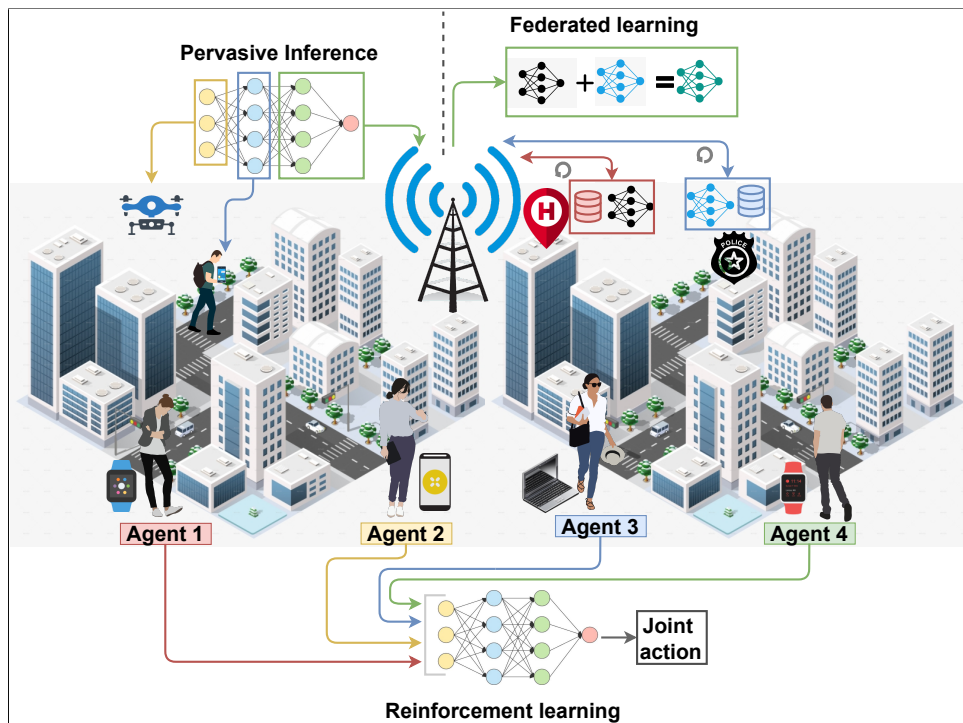 Federated learning
Pervasive Inference
H
POLICE
Agent 1
Agent 2
Agent 3
Agent 4
Joint
action
Reinforcement learning